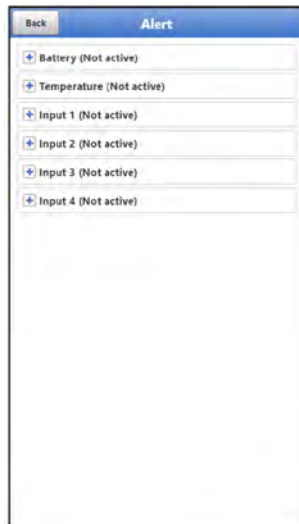 Back
Alert
Battery (Not active)
Temperature (Not active)
Input 1 (Not active)
Input 2 (Not active)
Input 3 (Not active)
Input 4 (Not active)